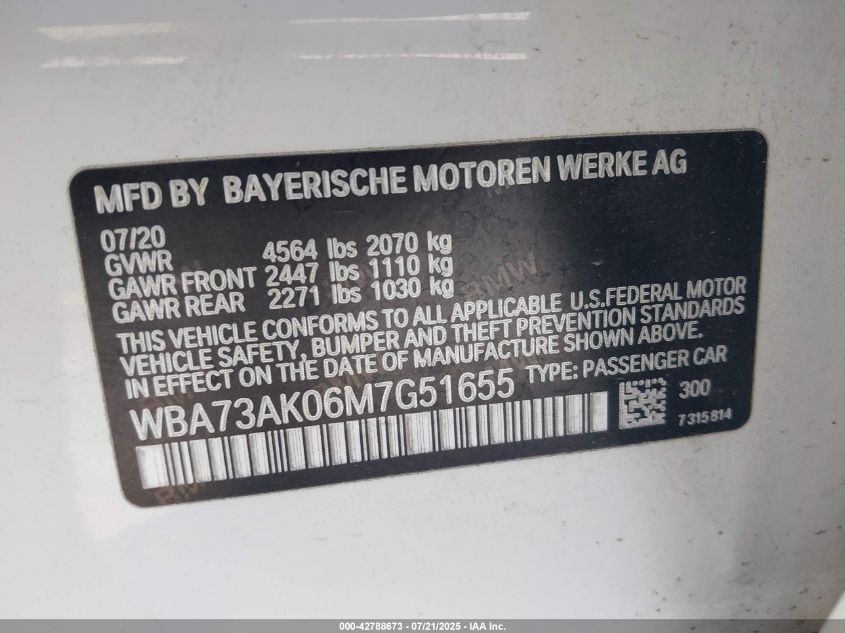 MFD BY BAYERISCHE MOTOREN WERKE AG
07/20
GVWR 4564 lbs 2070 kg
GAWR FRONT 2447 lbs 1110 kg
GAWR REAR 2271 lbs 1030 kg
THIS VEHICLE CONFORMS TO ALL APPLICABLE U.S.FEDERAL MOTOR
VEHICLE SAFETY, BUMPER AND THEFT PREVENTION STANDARDS
IN EFFECT ON THE DATE OF MANUFACTURE SHOWN ABOVE.
WBA73AK06M7G51655 TYPE: PASSENGER CAR
300
7315814
BMW
BMW
000-42788673 - 07/21/2025 - IAA Inc.